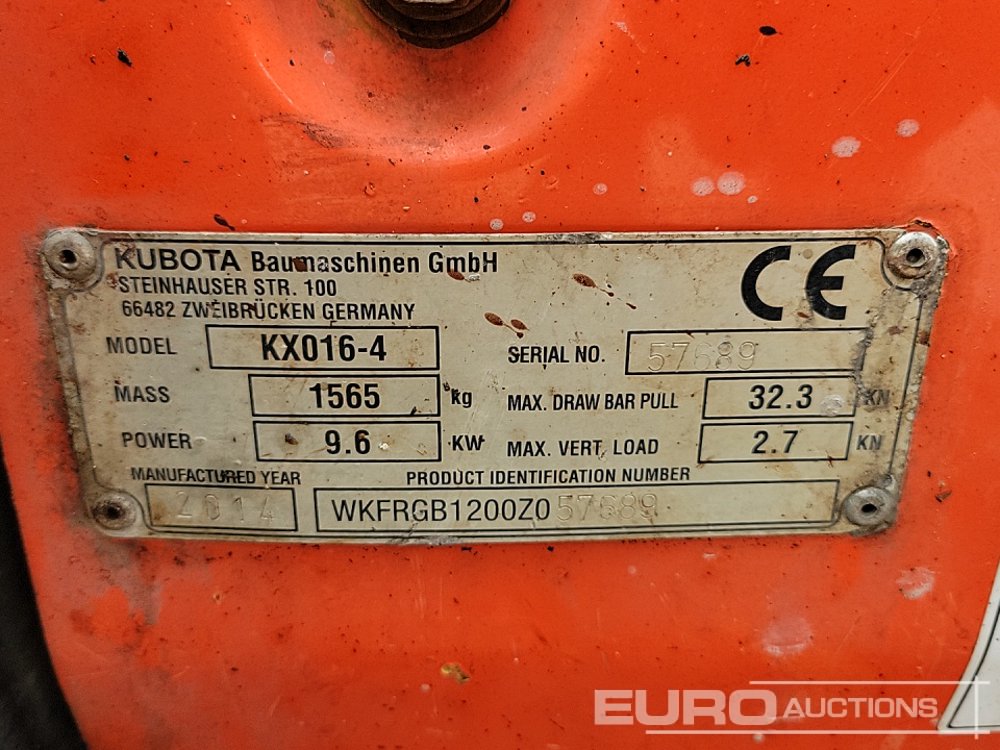 KUBOTA Baumaschinen GmbH
STEINHAUSER STR. 100
66482 ZWEIBRÜCKEN GERMANY
CE
MODEL KX016-4 SERIAL NO. 57689
MASS 1565 kg MAX. DRAW BAR PULL 32.3 KN
POWER 9.6 KW MAX. VERT. LOAD 2.7 KN
MANUFACTURED YEAR PRODUCT IDENTIFICATION NUMBER
2014 WKFRGB1200Z057689
EURO AUCTIONS